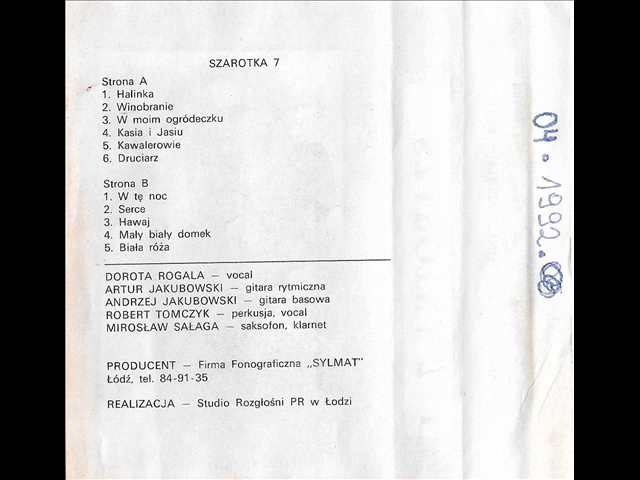 SZAROTKA 7
Strona A
1. Halinka
2. Winobranie
3. W moim ogródeczku
4. Kasia i Jasiu
5. Kawalerowie
6. Druciarz
Strona B
1. W tę noc
2. Serce
3. Hawaj
4. Mały biały domek
5. Biała róża
DOROTA ROGALA — vocal
ARTUR JAKUBOWSKI — gitara rytmiczna
ANDRZEJ JAKUBOWSKI — gitara basowa
ROBERT TOMCZYK — perkusja, vocal
MIROSŁAW SAŁAGA — saksofon, klarnet
PRODUCENT — Firma Fonograficzna „SYLMAT"
Łódź, tel. 84-91-35
REALIZACJA — Studio Rozgłośni PR w Łodzi
04. 1992.